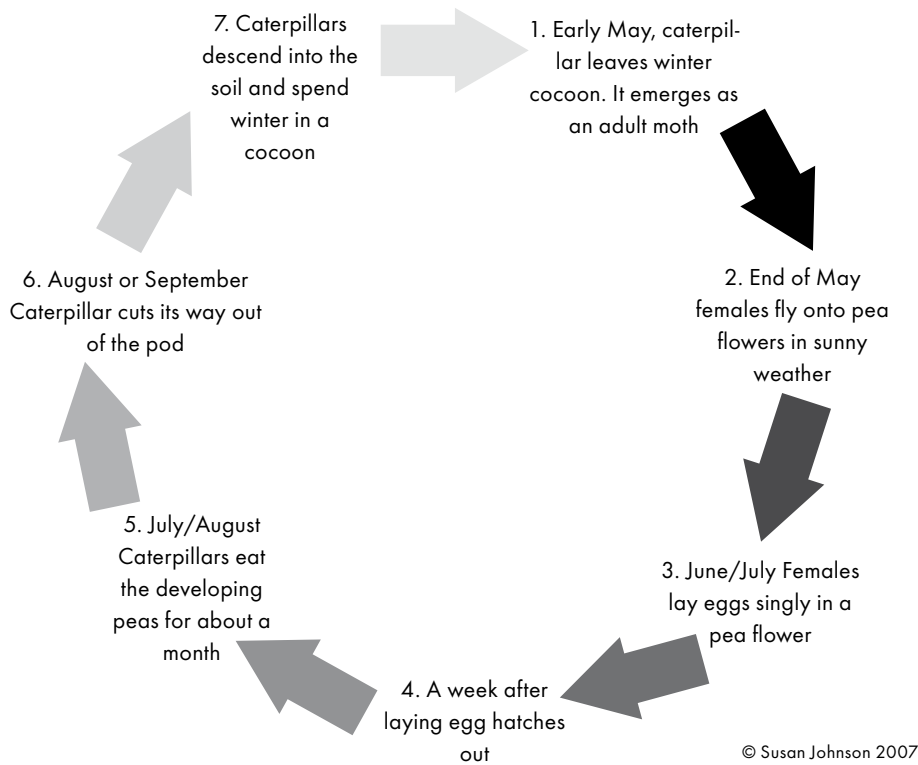 1. Early May, caterpil-
lar leaves winter
cocoon. It emerges as
an adult moth
2. End of May
females fly onto pea
flowers in sunny
weather
3. June/July Females
lay eggs singly in a
pea flower
4. A week after
laying egg hatches
out
5. July/August
Caterpillars eat
the developing
peas for about a
month
6. August or September
Caterpillar cuts its way out
of the pod
7. Caterpillars
descend into the
soil and spend
winter in a
cocoon
© Susan Johnson 2007